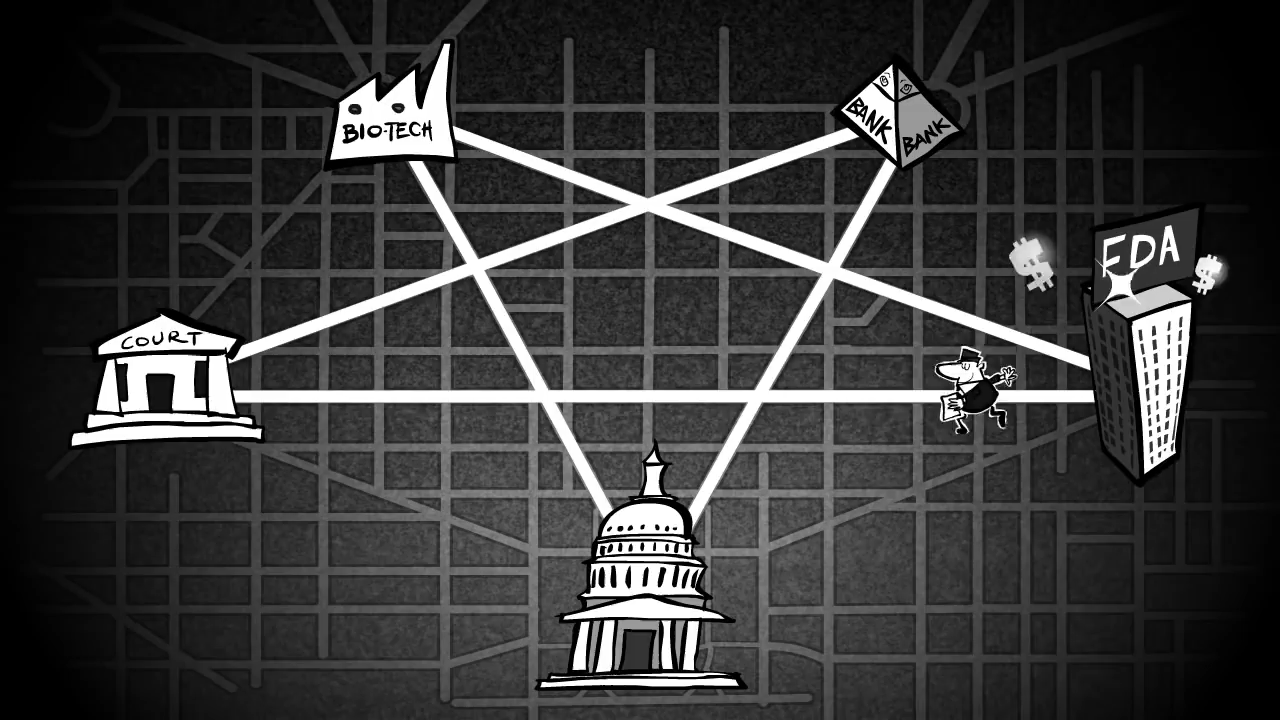 BIO-TECH
BANK
BANK
FDA
$
$
COURT